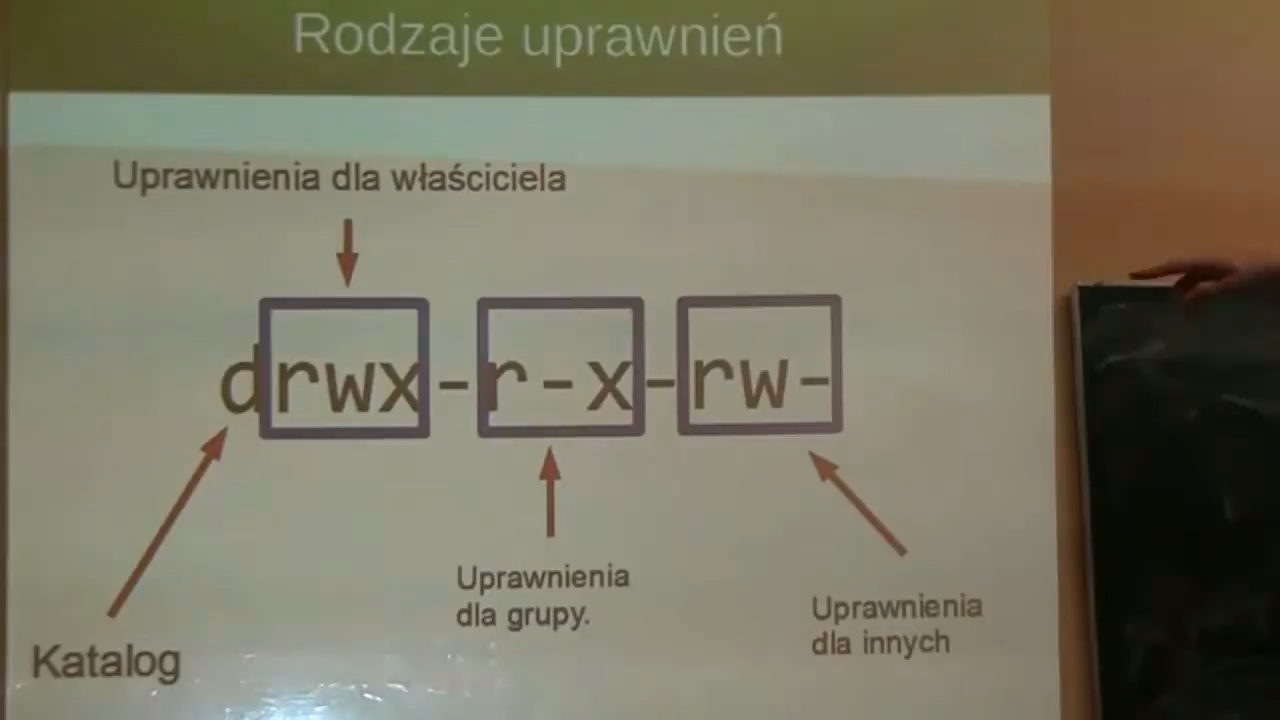 Rodzaje uprawnień
Uprawnienia dla właściciela
drwx-r-x-rw-
Uprawnienia
dla grupy.
Uprawnienia
dla innych
Katalog